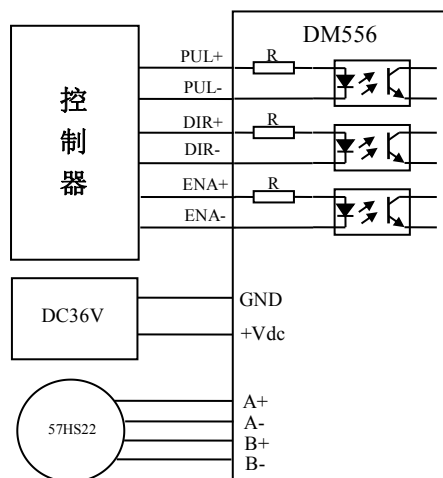 DM556
控
制
器
PUL+
R
PUL-
DIR+
R
DIR-
ENA+
R
ENA-
DC36V
GND
+Vdc
57HS22
A+
A-
B+
B-